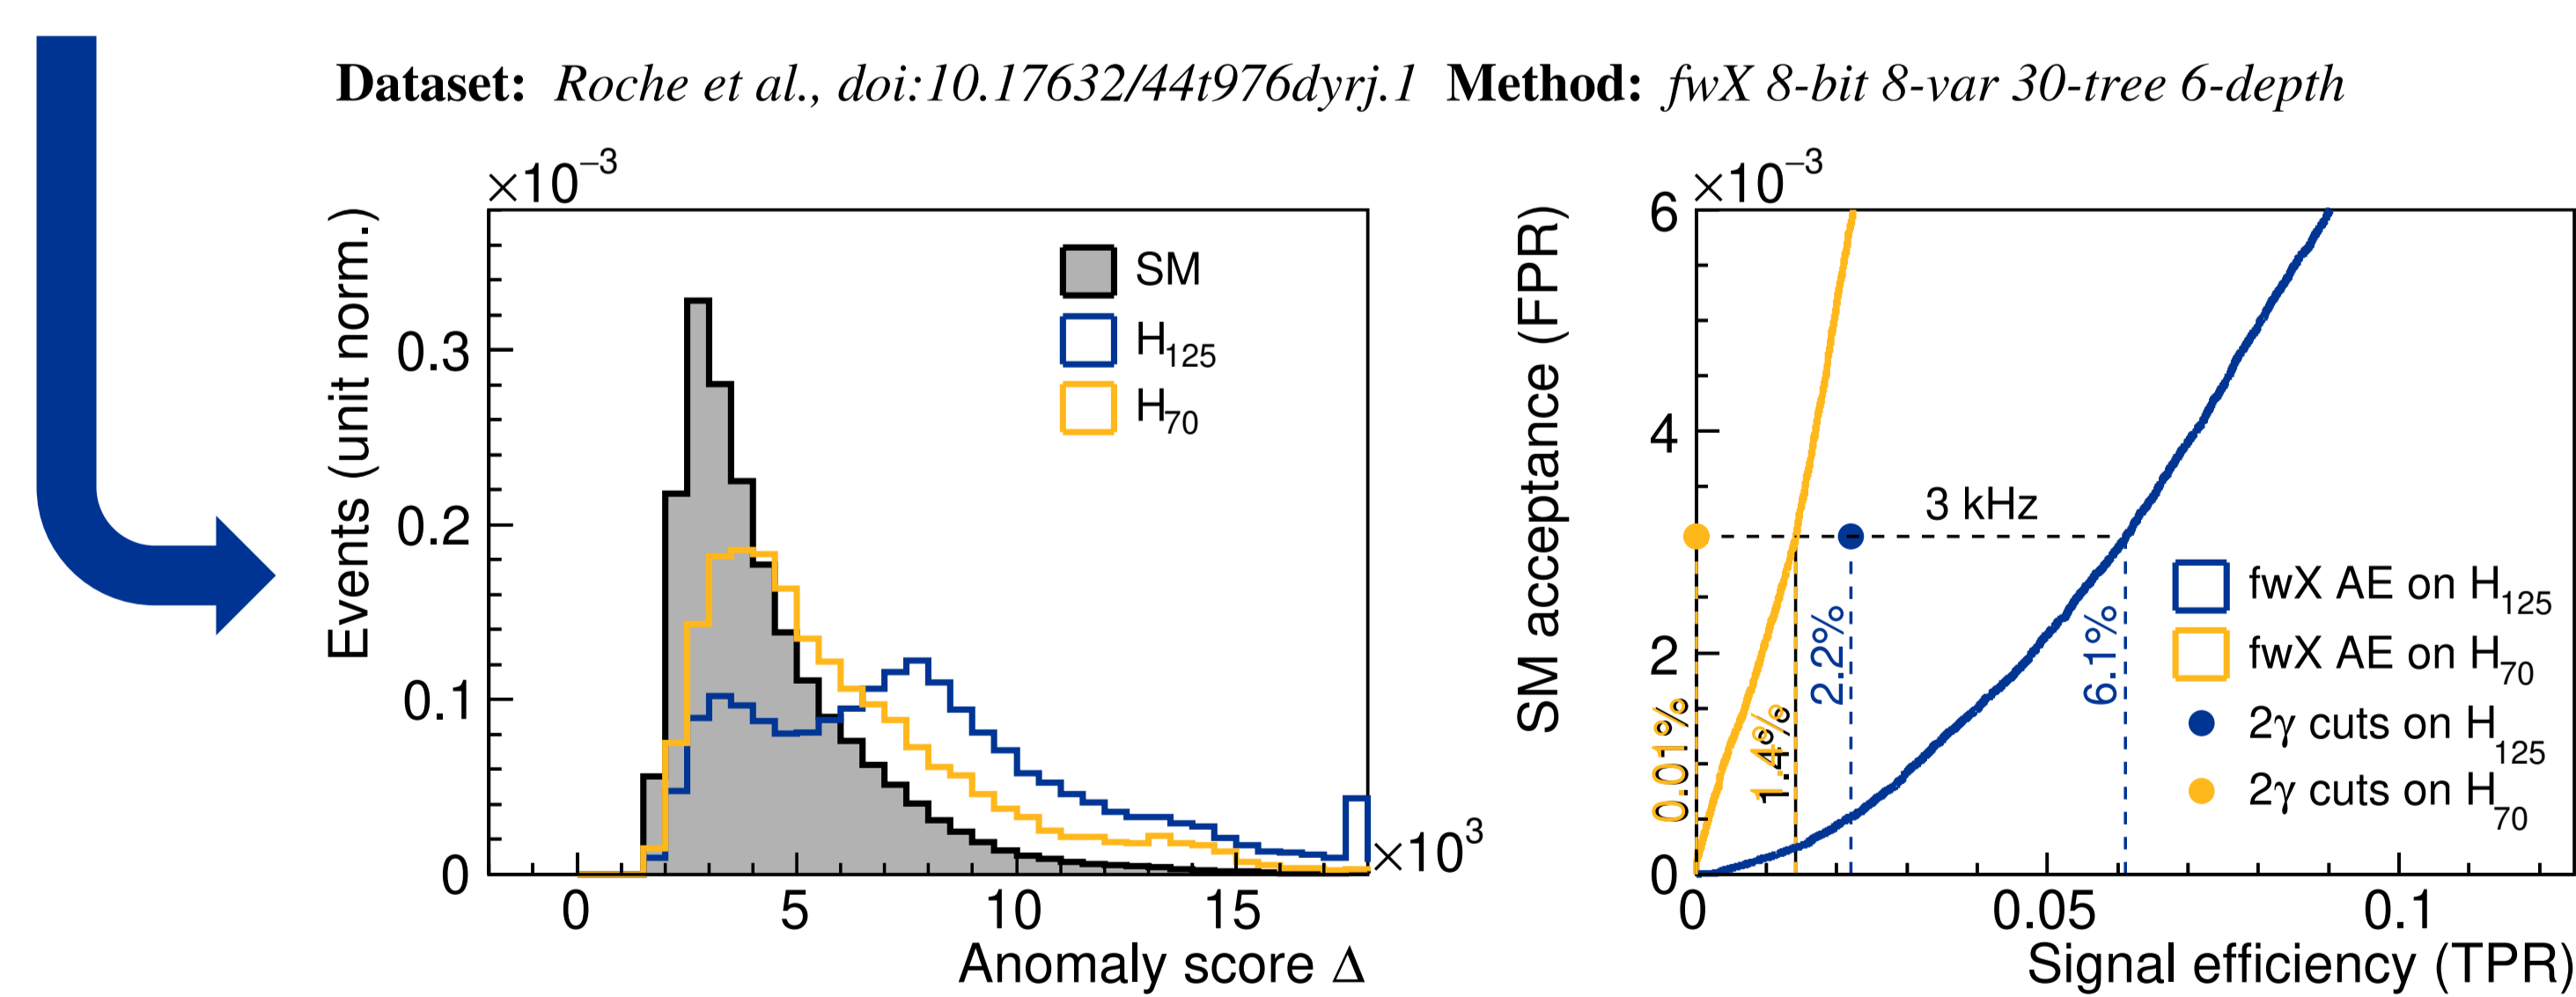 Dataset: Roche et al., doi:10.17632/44t976dyrj.1 Method: fwX 8-bit 8-var 30-tree 6-depth
×10⁻³
Events (unit norm.)
0.3
0.2
0.1
0
0 5 10 15
×10³
Anomaly score Δ
SM
H₁₂₅
H₇₀
×10⁻³
SM acceptance (FPR)
6
4
2
0
0 0.05 0.1
Signal efficiency (TPR)
3 kHz
0.01%
1.4%
2.2%
6.1%
fwX AE on H₁₂₅
fwX AE on H₇₀
2γ cuts on H₁₂₅
2γ cuts on H₇₀